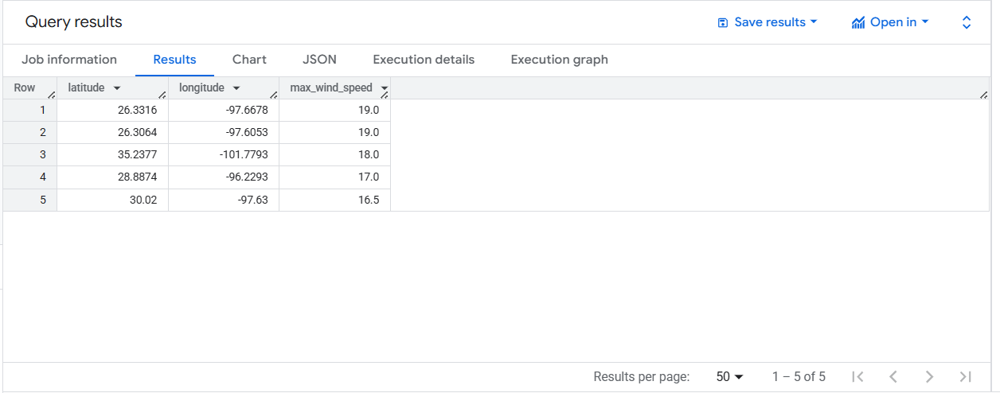 Query results Save results Open in
Job information Results Chart JSON Execution details Execution graph
Row latitude longitude max_wind_speed
1 26.3316 -97.6678 19.0
2 26.3064 -97.6053 19.0
3 35.2377 -101.7793 18.0
4 28.8874 -96.2293 17.0
5 30.02 -97.63 16.5
Results per page: 50 1 – 5 of 5